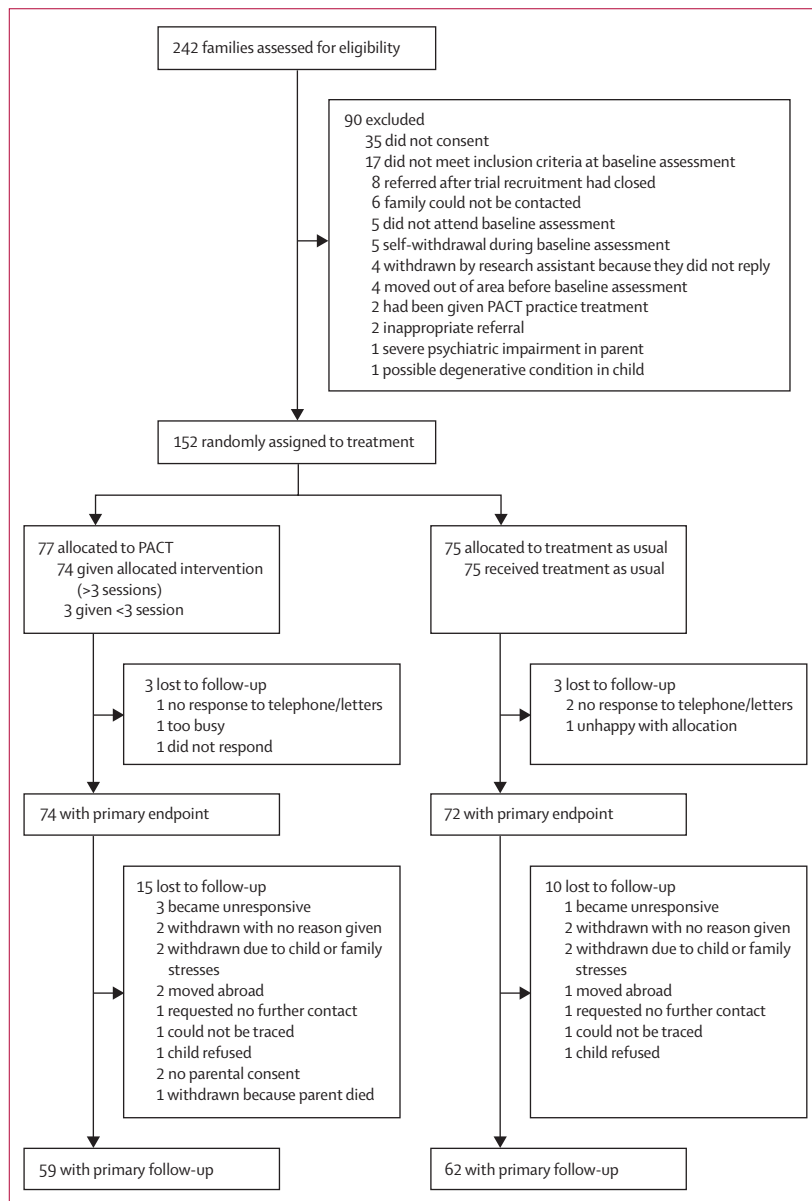 242 families assessed for eligibility
90 excluded
35 did not consent
17 did not meet inclusion criteria at baseline assessment
8 referred after trial recruitment had closed
6 family could not be contacted
5 did not attend baseline assessment
5 self-withdrawal during baseline assessment
4 withdrawn by research assistant because they did not reply
4 moved out of area before baseline assessment
2 had been given PACT practice treatment
2 inappropriate referral
1 severe psychiatric impairment in parent
1 possible degenerative condition in child
152 randomly assigned to treatment
77 allocated to PACT
74 given allocated intervention
(>3 sessions)
3 given <3 session
75 allocated to treatment as usual
75 received treatment as usual
3 lost to follow-up
1 no response to telephone/letters
1 too busy
1 did not respond
3 lost to follow-up
2 no response to telephone/letters
1 unhappy with allocation
74 with primary endpoint
72 with primary endpoint
15 lost to follow-up
3 became unresponsive
2 withdrawn with no reason given
2 withdrawn due to child or family
stresses
2 moved abroad
1 requested no further contact
1 could not be traced
1 child refused
2 no parental consent
1 withdrawn because parent died
10 lost to follow-up
1 became unresponsive
2 withdrawn with no reason given
2 withdrawn due to child or family
stresses
1 moved abroad
1 requested no further contact
1 could not be traced
1 child refused
59 with primary follow-up
62 with primary follow-up